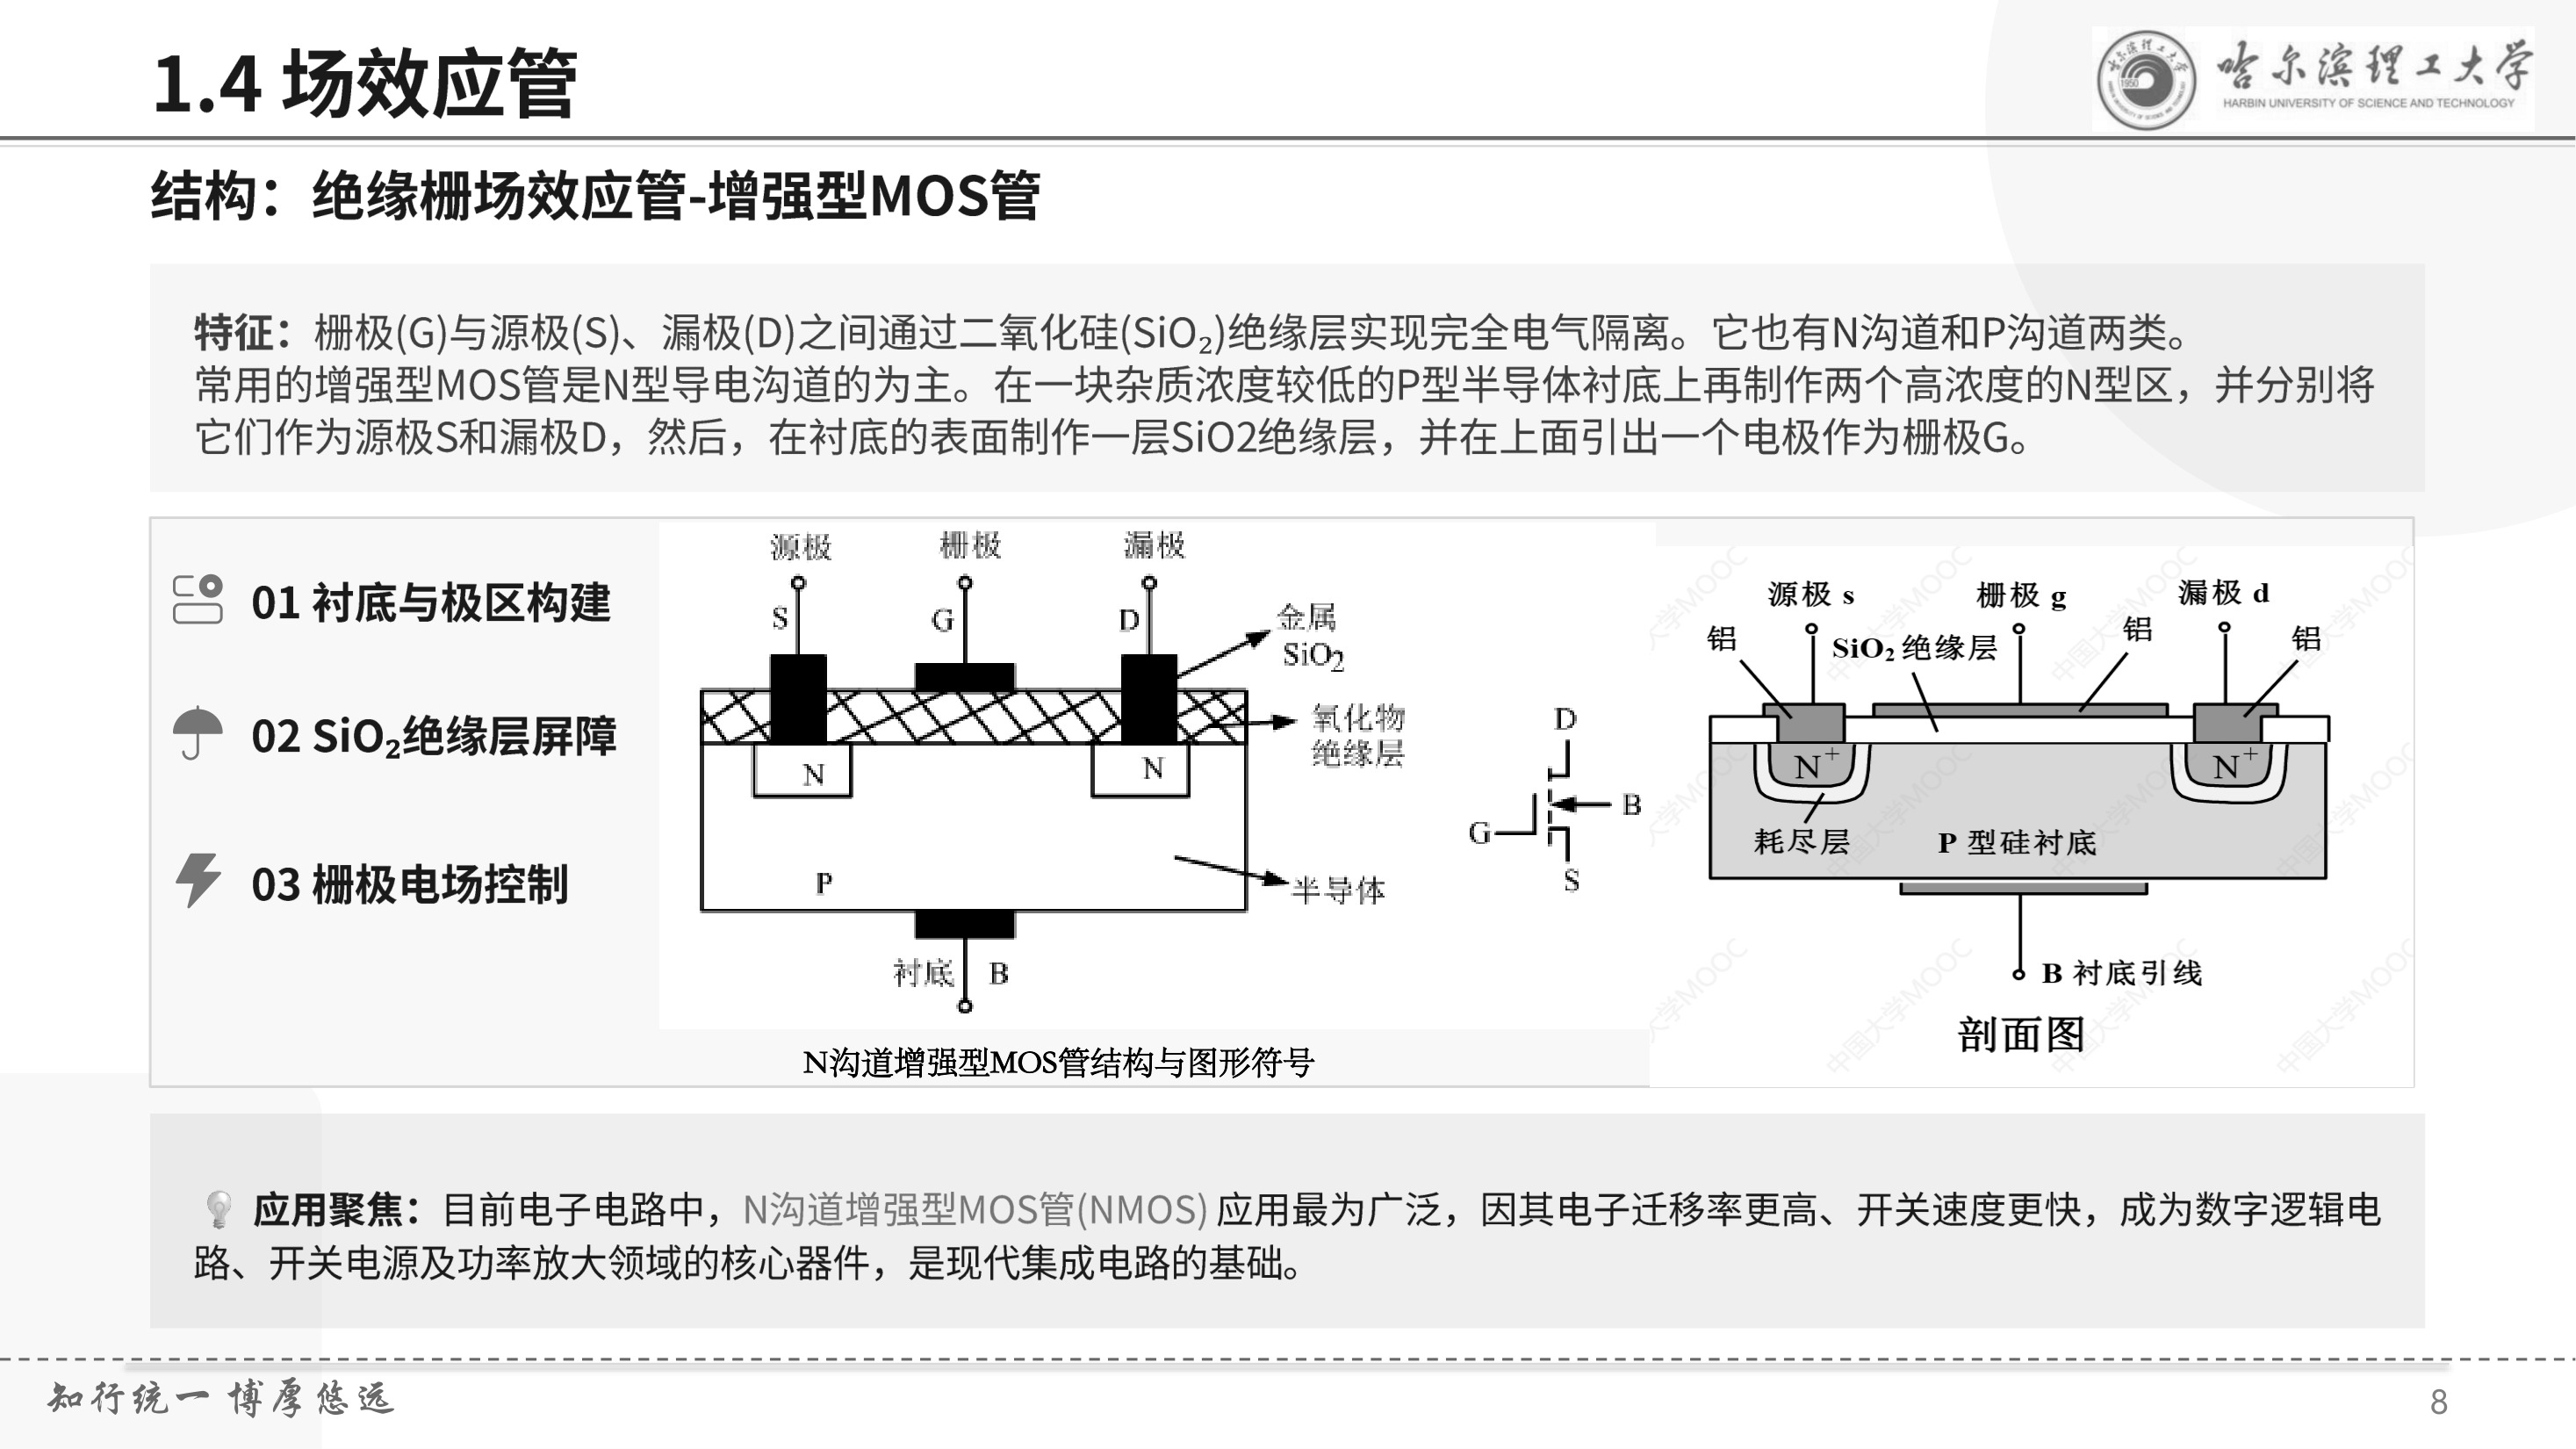 1.4 场效应管
哈尔滨理工大学
HARBIN UNIVERSITY OF SCIENCE AND TECHNOLOGY
1950
结构：绝缘栅场效应管-增强型MOS管
特征：栅极(G)与源极(S)、漏极(D)之间通过二氧化硅(SiO₂)绝缘层实现完全电气隔离。它也有N沟道和P沟道两类。
常用的增强型MOS管是N型导电沟道的为主。在一块杂质浓度较低的P型半导体衬底上再制作两个高浓度的N型区，并分别将
它们作为源极S和漏极D，然后，在衬底的表面制作一层SiO2绝缘层，并在上面引出一个电极作为栅极G。
01 衬底与极区构建
02 SiO₂绝缘层屏障
03 栅极电场控制
源极 栅极 漏极
S G D
金属
SiO₂
氧化物
绝缘层
N N
P
半导体
衬底 B
D
G B
S
N沟道增强型MOS管结构与图形符号
源极 s 栅极 g 漏极 d
铝 SiO₂ 绝缘层 铝 铝
N⁺ N⁺
耗尽层 P 型硅衬底
B 衬底引线
剖面图
中国大学MOOC
💡 应用聚焦：目前电子电路中，N沟道增强型MOS管(NMOS) 应用最为广泛，因其电子迁移率更高、开关速度更快，成为数字逻辑电
路、开关电源及功率放大领域的核心器件，是现代集成电路的基础。
知行统一 博厚悠远
8